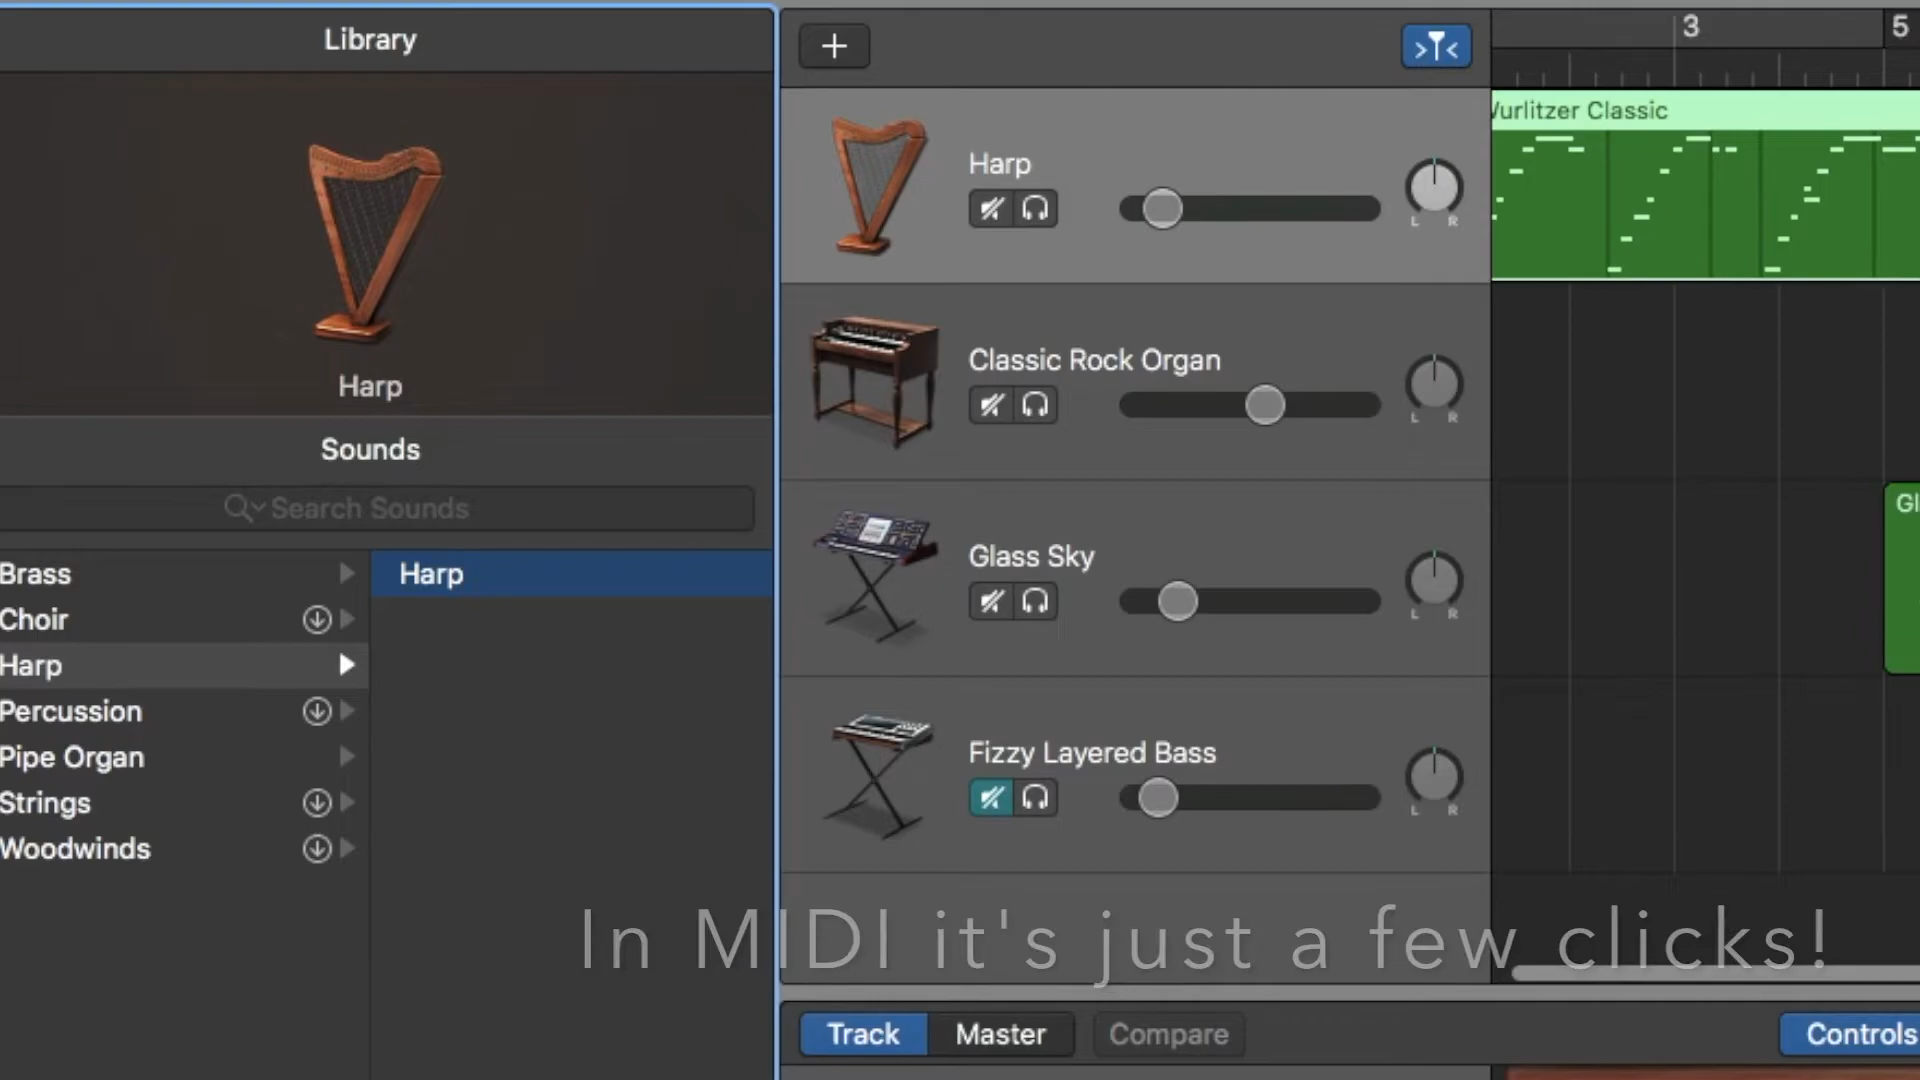 Library
Harp
Sounds
Search Sounds
Brass
Choir
Harp
Percussion
Pipe Organ
Strings
Woodwinds
Harp
3
5
Wurlitzer Classic
Harp
L R
Classic Rock Organ
L R
Glass Sky
L R
Gl
Fizzy Layered Bass
L R
In MIDI it's just a few clicks!
Track
Master
Compare
Controls